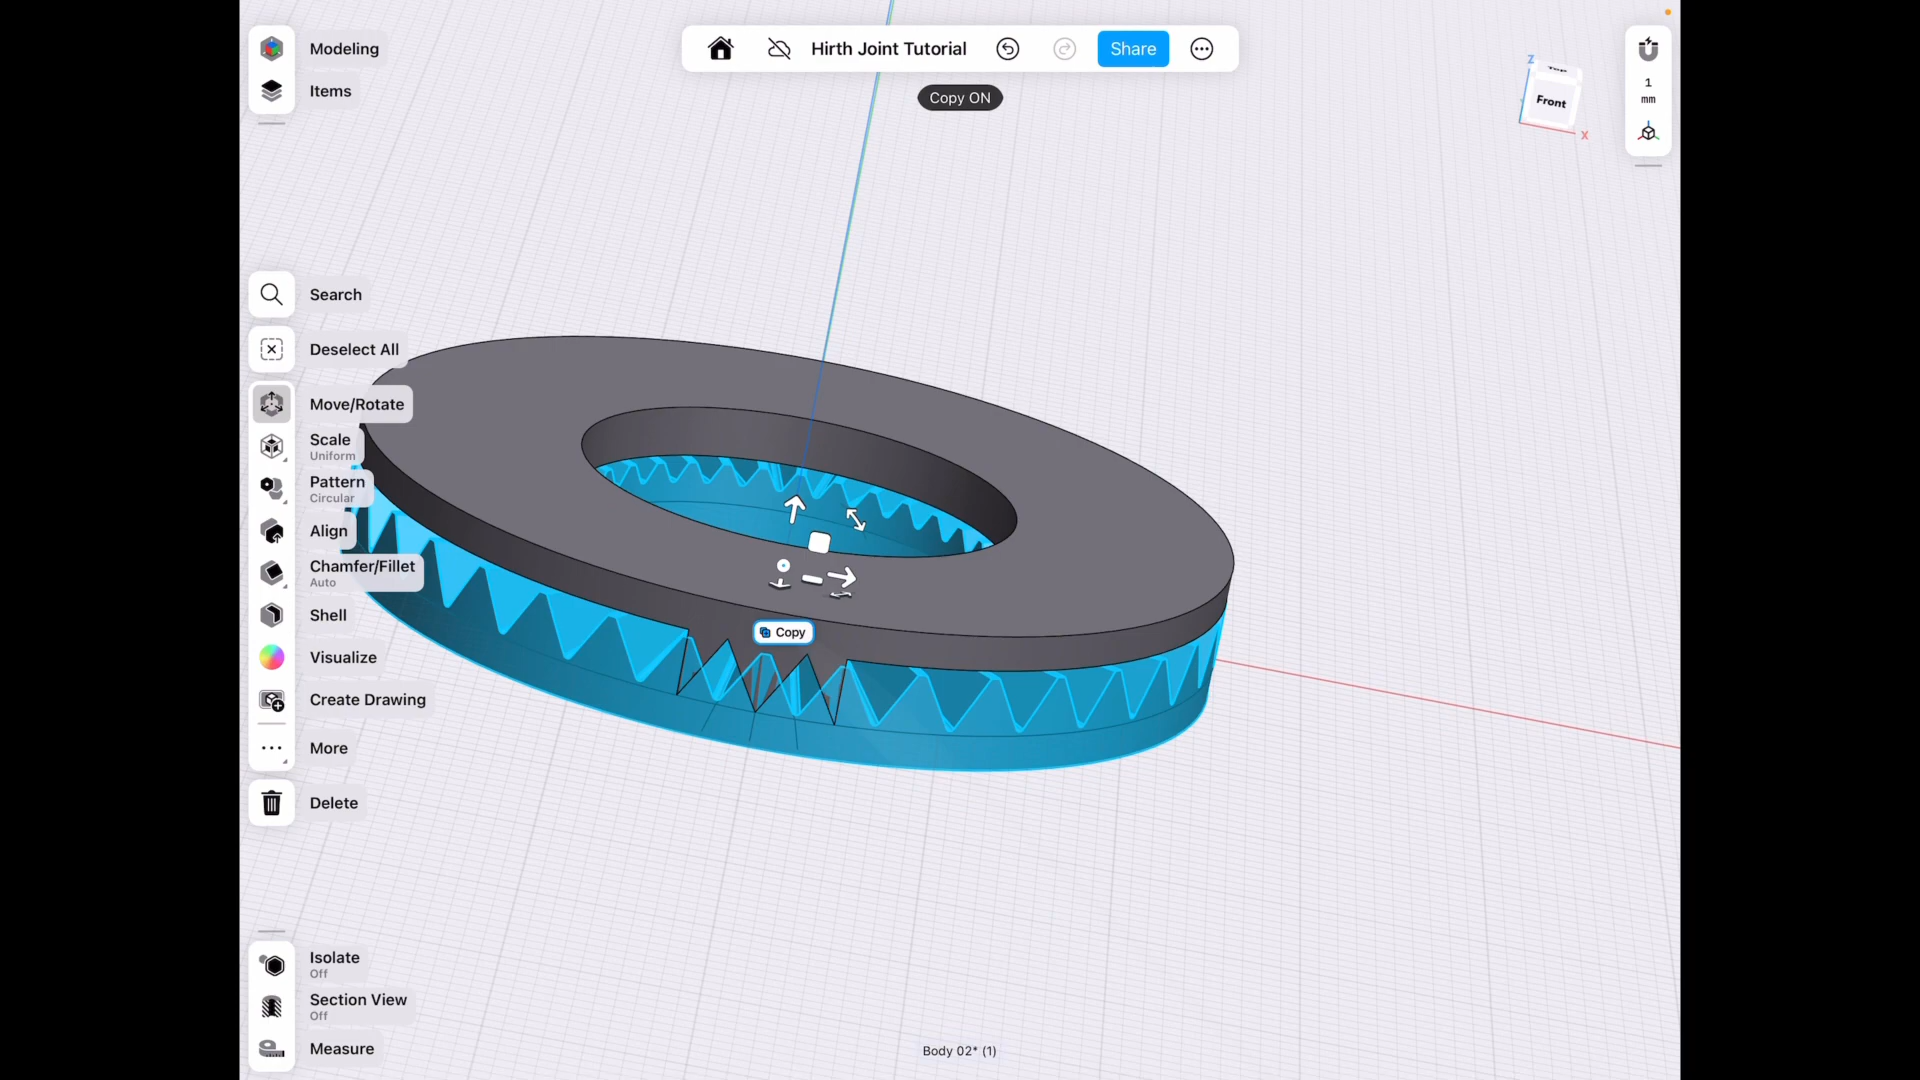 Modeling
Items
Hirth Joint Tutorial
Share
Copy ON
Z
Top
Front
X
1
mm
Search
Deselect All
Move/Rotate
Scale
Uniform
Pattern
Circular
Align
Chamfer/Fillet
Auto
Shell
Visualize
Create Drawing
More
Delete
Copy
Isolate
Off
Section View
Off
Measure
Body 02* (1)